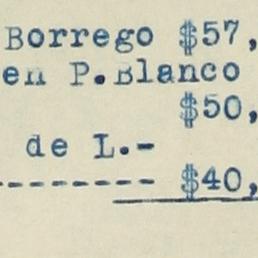 Borrego $57,
en P.Blanco
$50,
de L.-
--------- $40,